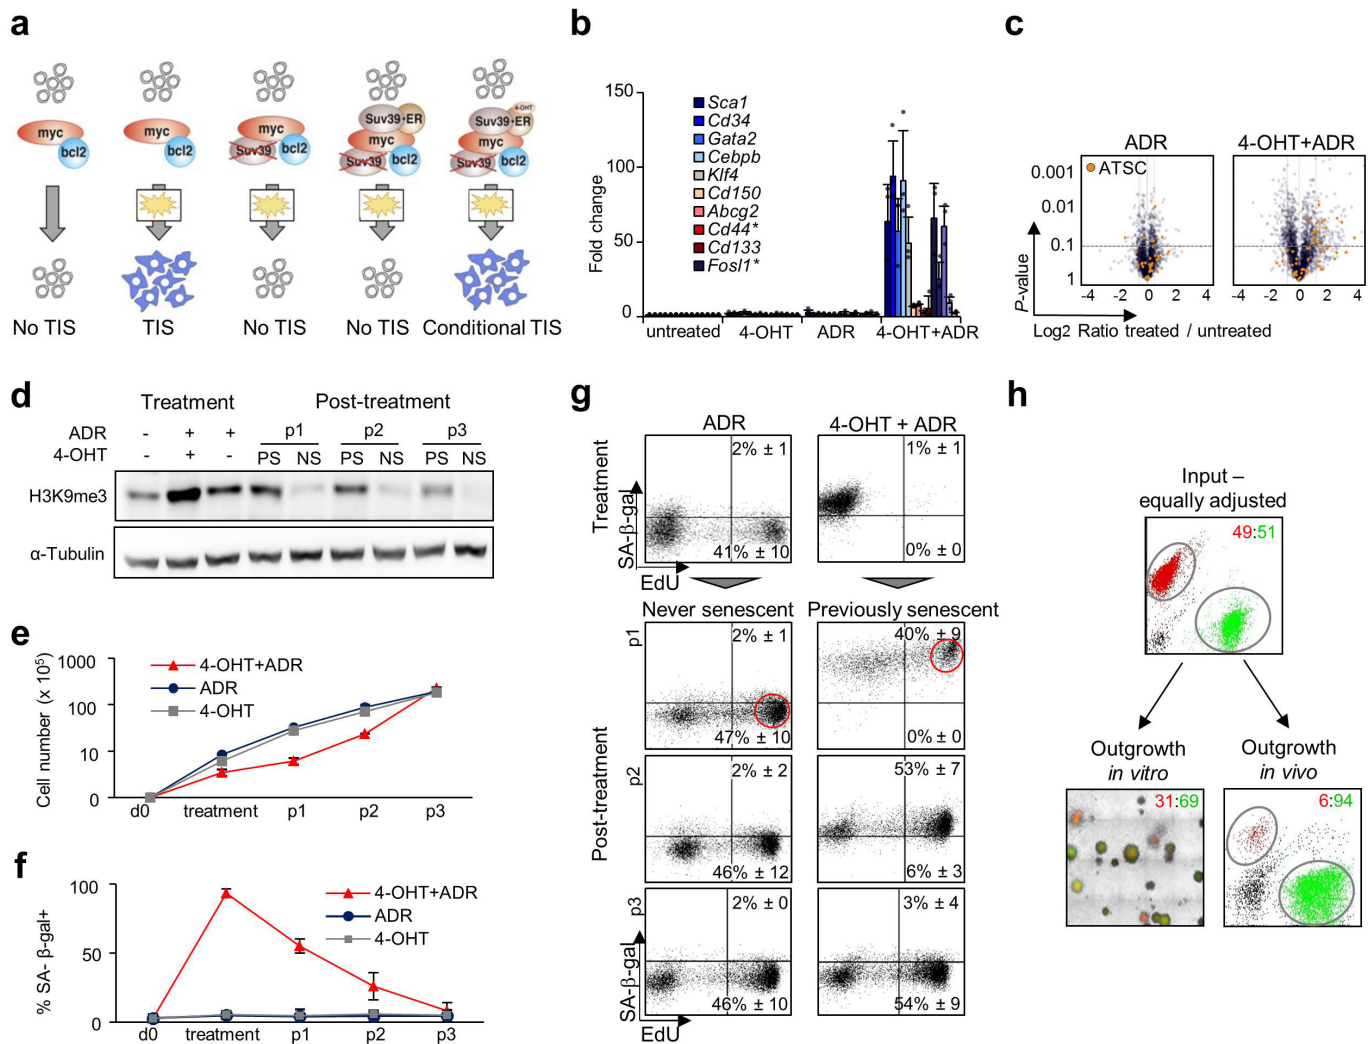 a
myc
bcl2
No TIS
myc
bcl2
TIS
myc
Suv39
bcl2
No TIS
Suv39•ER
myc
Suv39
bcl2
No TIS
4-OHT
Suv39•ER
myc
Suv39
bcl2
Conditional TIS
b
Fold change
150
100
50
0
Sca1
Cd34
Gata2
Cebpb
Klf4
Cd150
Abcg2
Cd44*
Cd133
Fosl1*
untreated
4-OHT
ADR
4-OHT+ADR
c
ADR
4-OHT+ADR
ATSC
P-value
0.001
0.01
0.1
1
-4 -2 0 2 4
-4 -2 0 2 4
Log2 Ratio treated / untreated
d
Treatment
Post-treatment
ADR - + + p1 p2 p3
4-OHT - + - PS NS PS NS PS NS
H3K9me3
α-Tubulin
e
Cell number (x 10⁵)
1000
100
10
0
4-OHT+ADR
ADR
4-OHT
d0 treatment p1 p2 p3
f
% SA- β-gal+
100
50
0
4-OHT+ADR
ADR
4-OHT
d0 treatment p1 p2 p3
g
ADR
4-OHT + ADR
Treatment
SA-β-gal
EdU
2% ± 1
41% ± 10
1% ± 1
0% ± 0
Never senescent
Previously senescent
Post-treatment
p1
2% ± 1
47% ± 10
40% ± 9
0% ± 0
p2
2% ± 2
46% ± 12
53% ± 7
6% ± 3
p3
2% ± 0
46% ± 10
3% ± 4
54% ± 9
SA-β-gal
EdU
h
Input –
equally adjusted
49:51
Outgrowth
in vitro
31:69
Outgrowth
in vivo
6:94